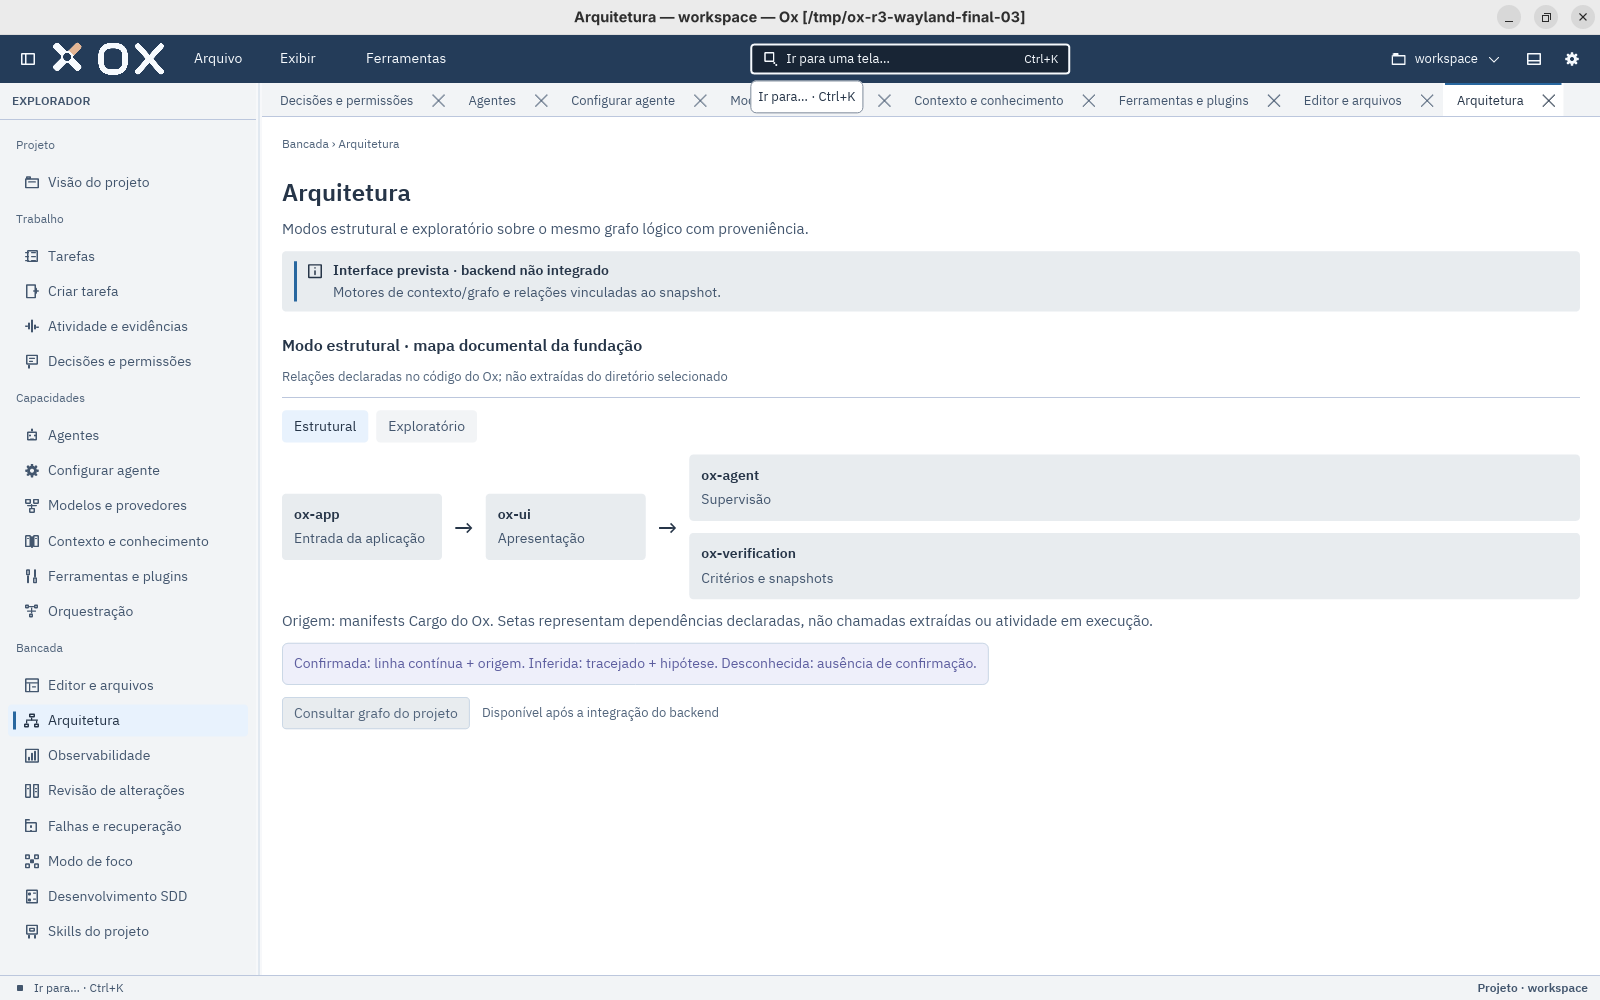 Arquitetura — workspace — Ox [/tmp/ox-r3-wayland-final-03]
OX
Arquivo
Exibir
Ferramentas
Ir para uma tela...
Ctrl+K
workspace
EXPLORADOR
Decisões e permissões
Agentes
Configurar agente
Ir para... · Ctrl+K
Contexto e conhecimento
Ferramentas e plugins
Editor e arquivos
Arquitetura
Projeto
Visão do projeto
Trabalho
Tarefas
Criar tarefa
Atividade e evidências
Decisões e permissões
Capacidades
Agentes
Configurar agente
Modelos e provedores
Contexto e conhecimento
Ferramentas e plugins
Orquestração
Bancada
Editor e arquivos
Arquitetura
Observabilidade
Revisão de alterações
Falhas e recuperação
Modo de foco
Desenvolvimento SDD
Skills do projeto
Bancada › Arquitetura
Arquitetura
Modos estrutural e exploratório sobre o mesmo grafo lógico com proveniência.
Interface prevista · backend não integrado
Motores de contexto/grafo e relações vinculadas ao snapshot.
Modo estrutural · mapa documental da fundação
Relações declaradas no código do Ox; não extraídas do diretório selecionado
Estrutural
Exploratório
ox-app
Entrada da aplicação
→
ox-ui
Apresentação
→
ox-agent
Supervisão
ox-verification
Critérios e snapshots
Origem: manifests Cargo do Ox. Setas representam dependências declaradas, não chamadas extraídas ou atividade em execução.
Confirmada: linha contínua + origem. Inferida: tracejado + hipótese. Desconhecida: ausência de confirmação.
Consultar grafo do projeto
Disponível após a integração do backend
Ir para... · Ctrl+K
Projeto · workspace